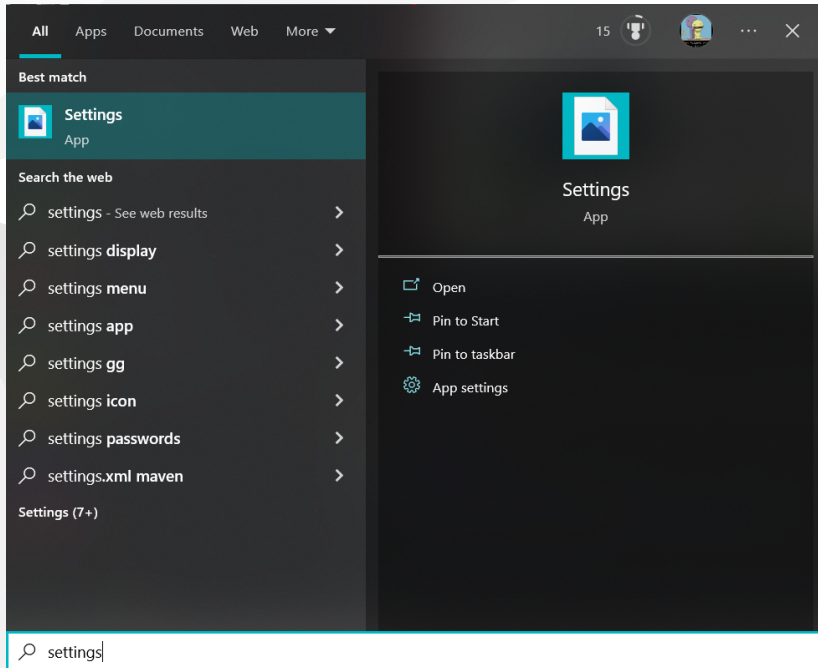 All Apps Documents Web More 15
Best match
Settings
App
Search the web
settings - See web results
settings display
settings menu
settings app
settings gg
settings icon
settings passwords
settings.xml maven
Settings (7+)
Settings
App
Open
Pin to Start
Pin to taskbar
App settings
settings